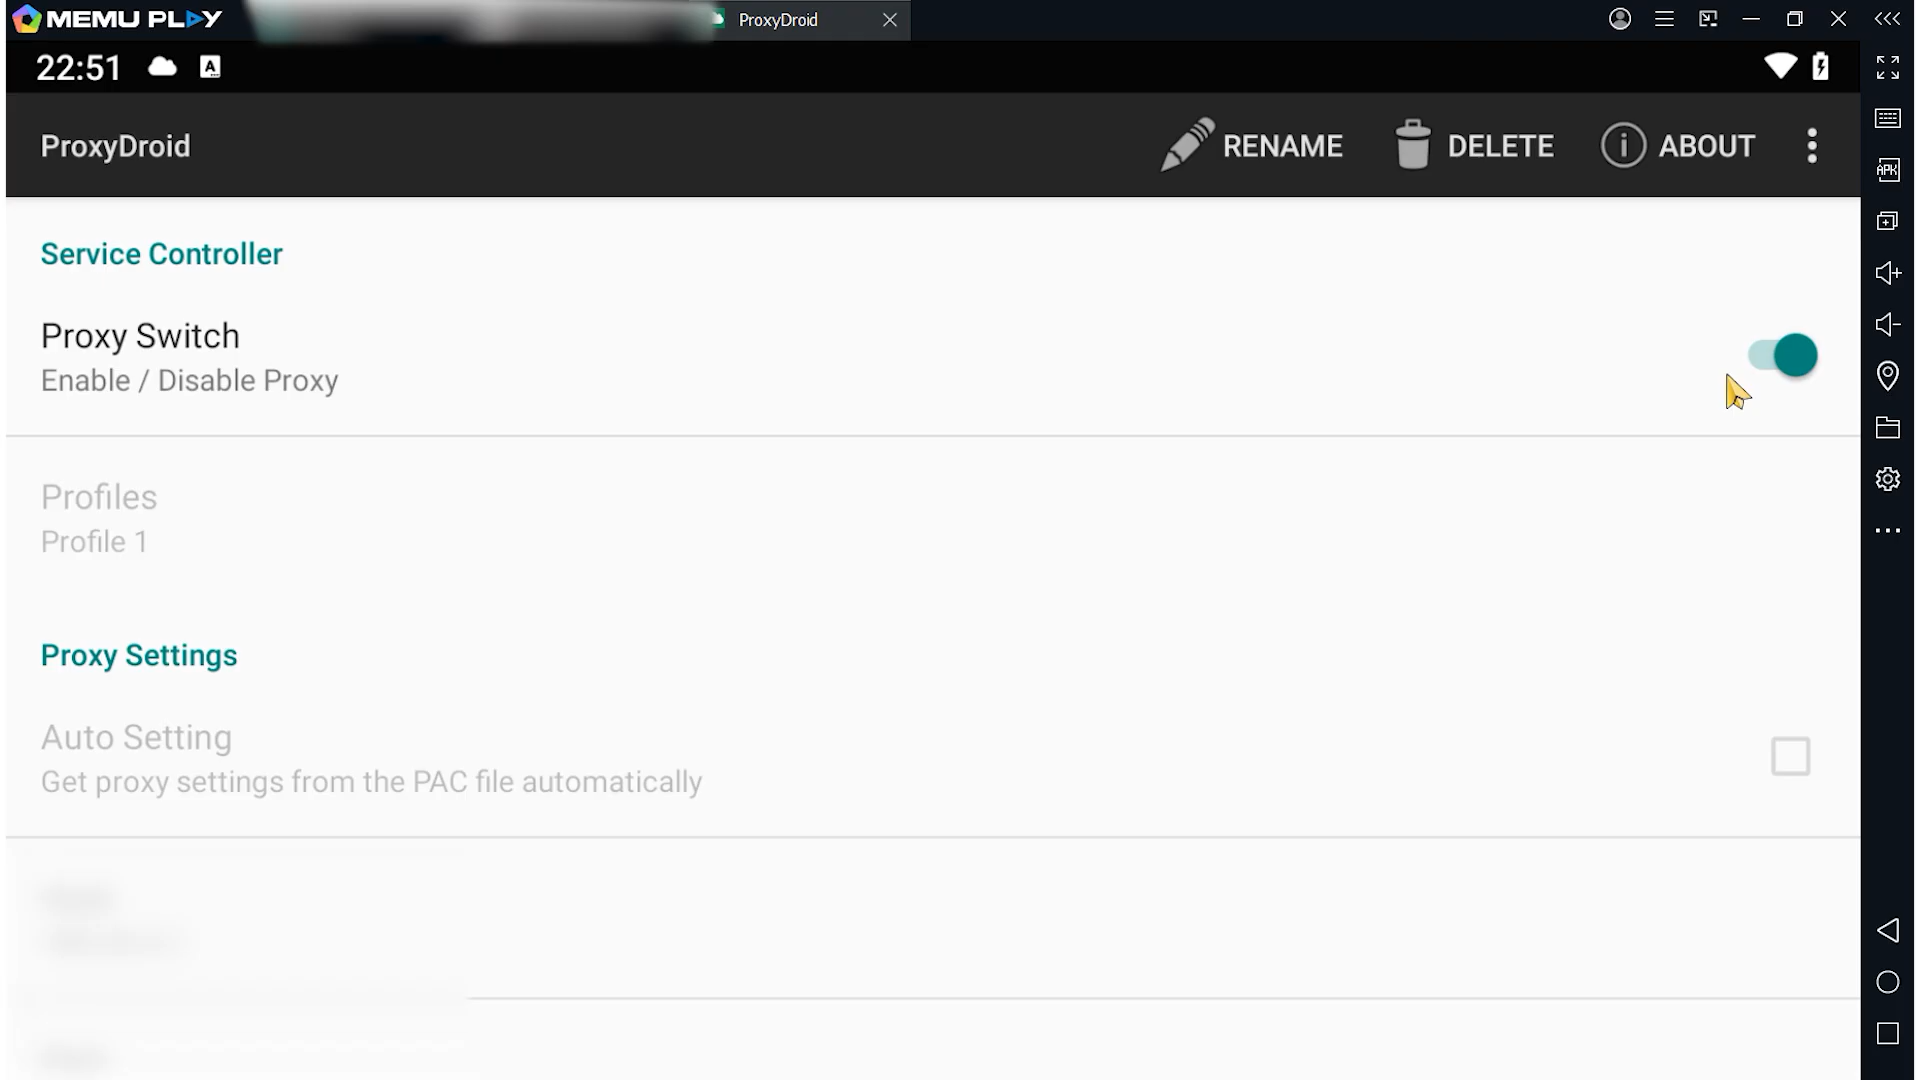 MEMU PLAY
ProxyDroid
22:51
A
ProxyDroid
RENAME
DELETE
ABOUT
APK
Service Controller
Proxy Switch
Enable / Disable Proxy
Profiles
Profile 1
Proxy Settings
Auto Setting
Get proxy settings from the PAC file automatically